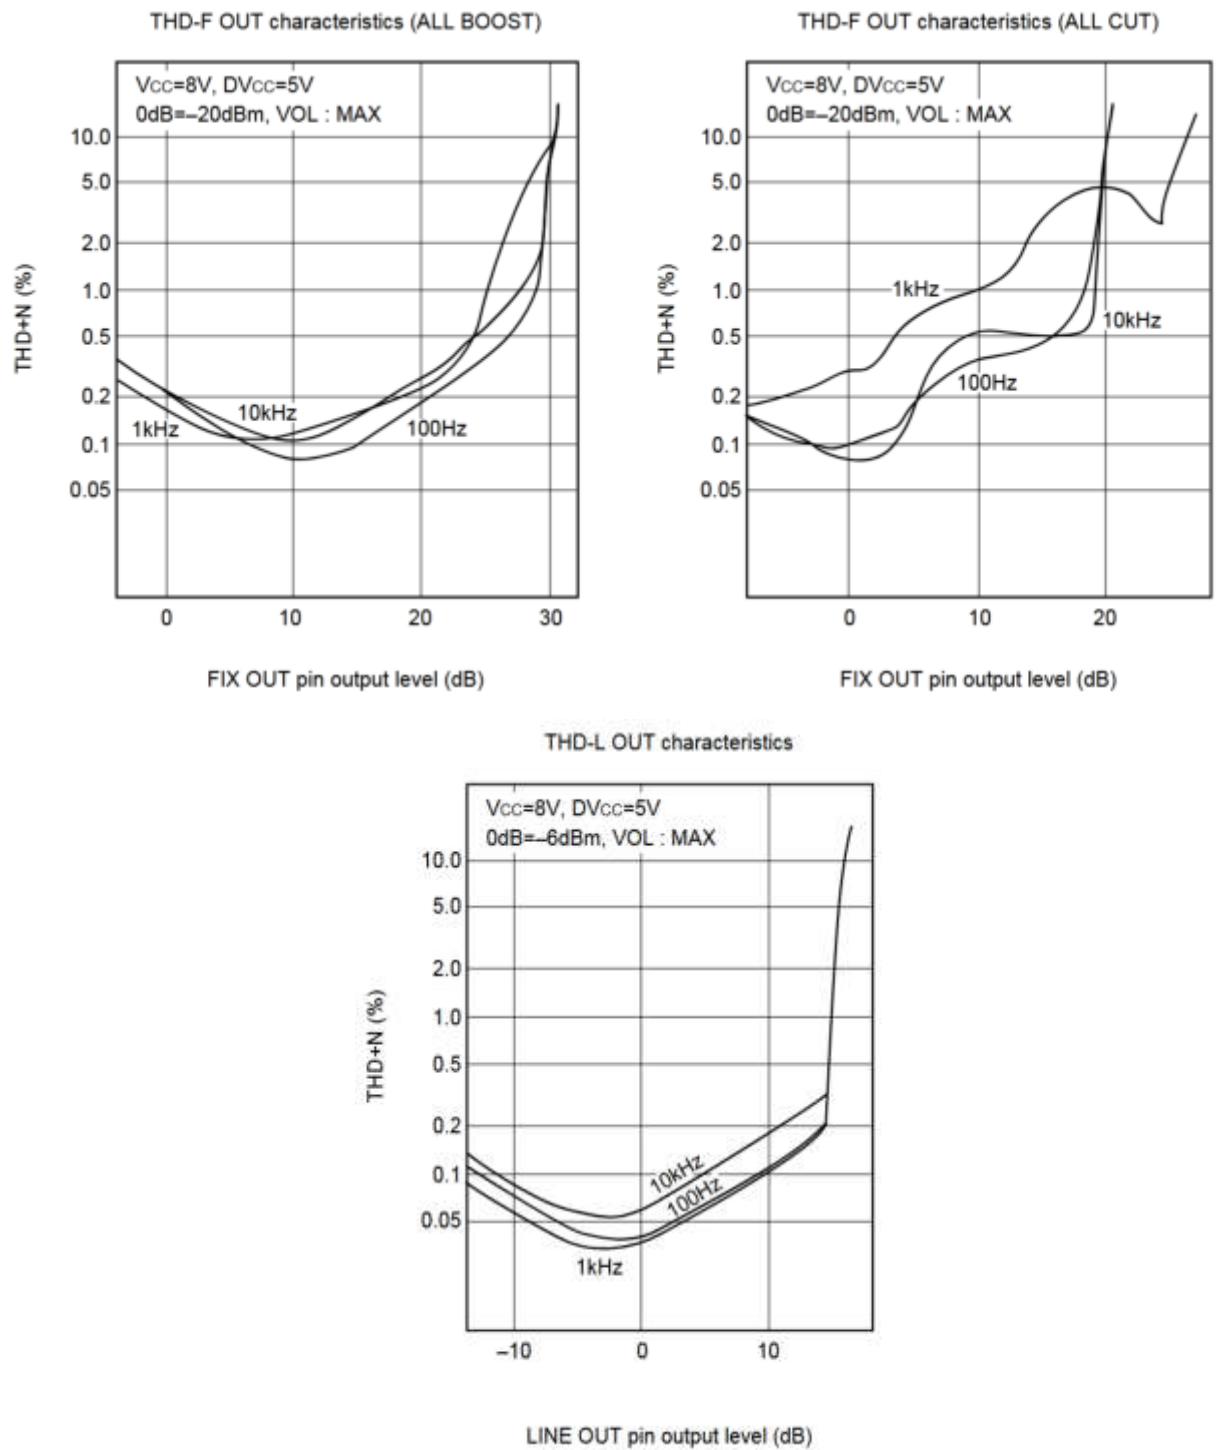 THD-F OUT characteristics (ALL BOOST)
VCC=8V, DVCC=5V
0dB=–20dBm, VOL : MAX
10.0
5.0
2.0
1.0
0.5
0.2
0.1
0.05
THD+N (%)
1kHz
10kHz
100Hz
0 10 20 30
FIX OUT pin output level (dB)
THD-F OUT characteristics (ALL CUT)
VCC=8V, DVCC=5V
0dB=–20dBm, VOL : MAX
10.0
5.0
2.0
1.0
0.5
0.2
0.1
0.05
THD+N (%)
1kHz
10kHz
100Hz
0 10 20
FIX OUT pin output level (dB)
THD-L OUT characteristics
VCC=8V, DVCC=5V
0dB=–6dBm, VOL : MAX
10.0
5.0
2.0
1.0
0.5
0.2
0.1
0.05
THD+N (%)
10kHz
100Hz
1kHz
–10 0 10
LINE OUT pin output level (dB)